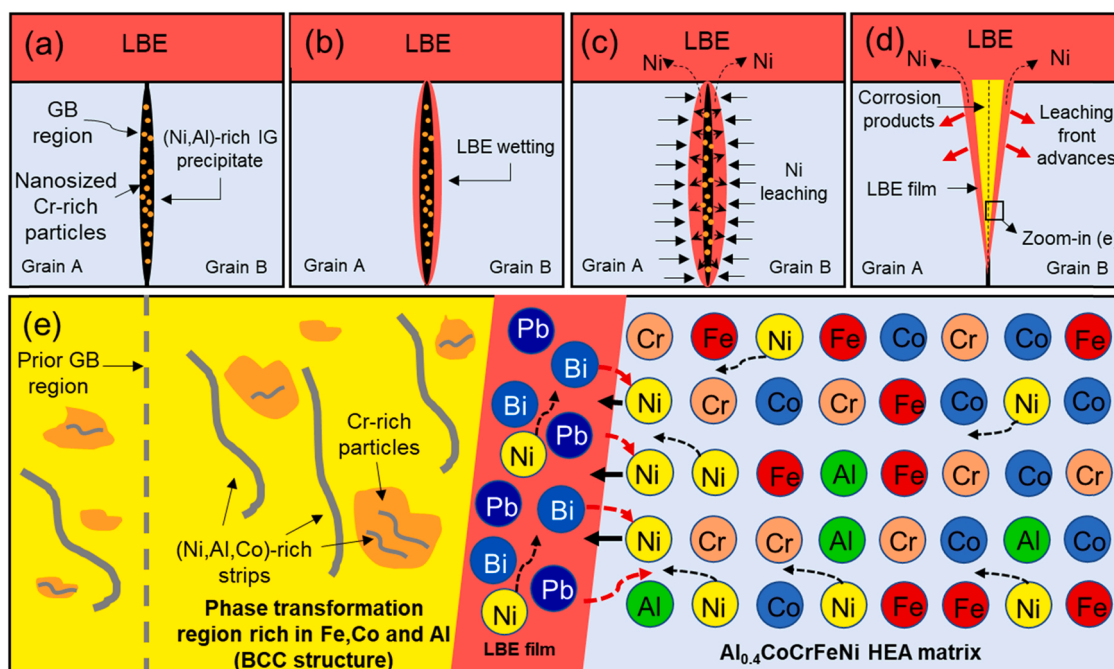 (a)
LBE
GB
region
(Ni,Al)-rich IG
precipitate
Nanosized
Cr-rich
particles
Grain A
Grain B
(b)
LBE
LBE wetting
Grain A
Grain B
(c)
LBE
Ni
Ni
Ni
leaching
Grain A
Grain B
(d)
LBE
Ni
Ni
Corrosion
products
Leaching
front
advances
LBE film
Zoom-in (e
Grain A
Grain B
(e)
Prior GB
region
Cr-rich
particles
(Ni,Al,Co)-rich
strips
Phase transformation
region rich in Fe,Co and Al
(BCC structure)
Pb
Bi
Bi
Ni
Pb
Pb
Bi
Bi
Ni
Pb
LBE film
Cr Fe Ni Fe Co Cr Co Fe
Ni Cr Co Cr Fe Co Ni Co
Ni Ni Fe Al Fe Cr Co Cr
Ni Cr Cr Al Cr Co Al Co
Al Ni Co Ni Fe Fe Ni Fe
Al0.4CoCrFeNi HEA matrix